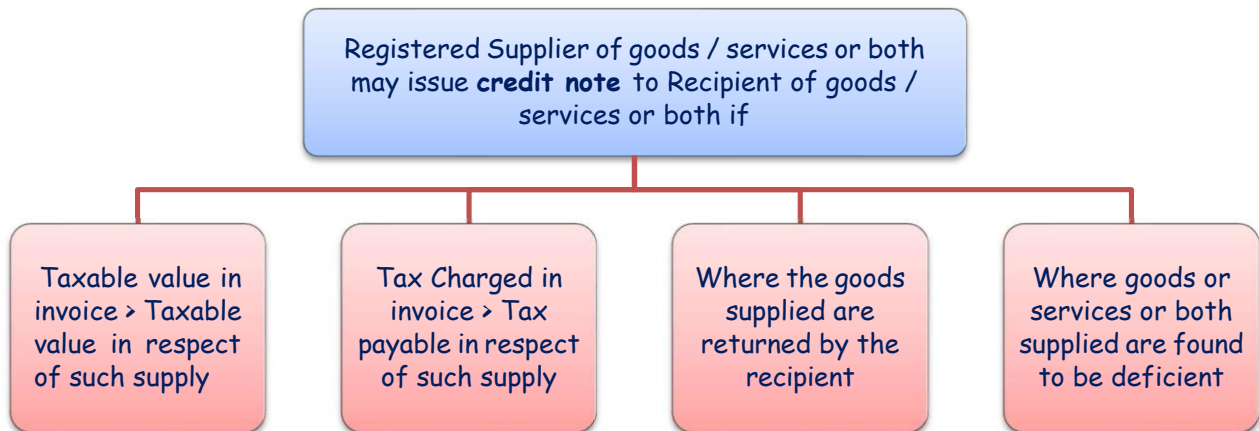 Registered Supplier of goods / services or both
may issue credit note to Recipient of goods /
services or both if
Taxable value in
invoice > Taxable
value in respect
of such supply
Tax Charged in
invoice > Tax
payable in respect
of such supply
Where the goods
supplied are
returned by the
recipient
Where goods or
services or both
supplied are found
to be deficient